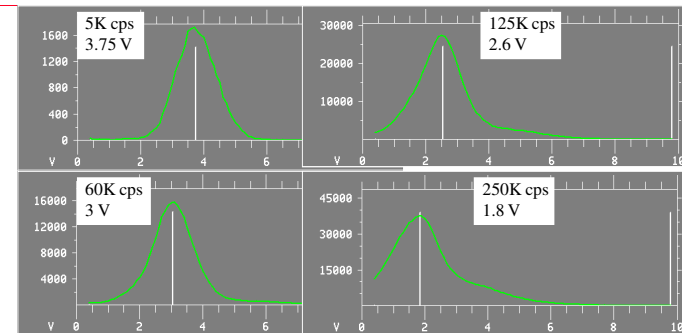 5K cps
3.75 V
1600
1200
800
400
0
V 0 2 4 6
125K cps
2.6 V
30000
20000
10000
V 0 2 4 6 8 10
60K cps
3 V
16000
12000
8000
4000
V 0 2 4 6
250K cps
1.8 V
45000
30000
15000
V 0 2 4 6 8 10